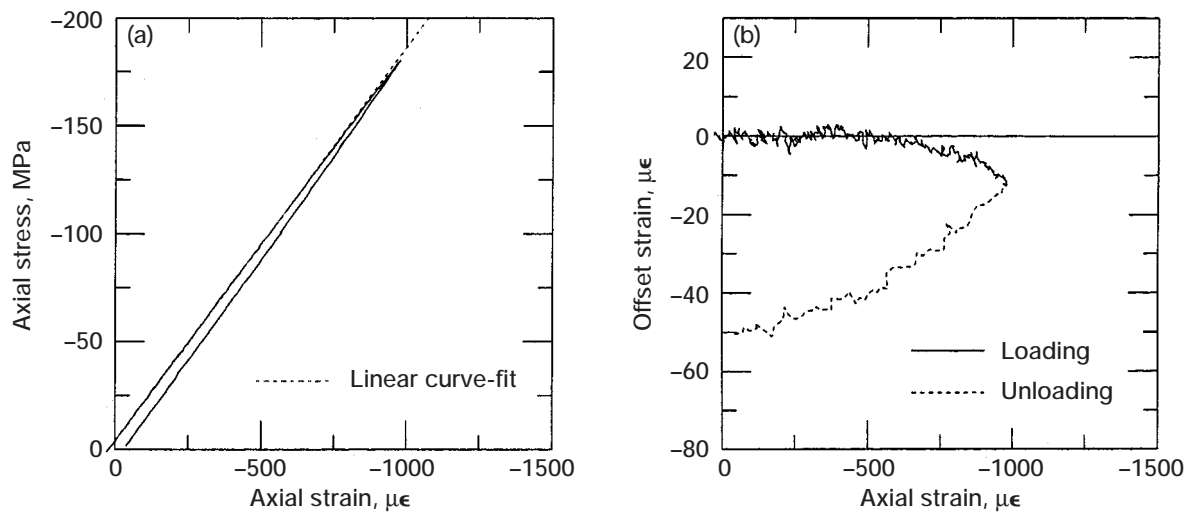 (a)
–200
–150
–100
–50
0
Axial stress, MPa
Linear curve-fit
0
–500
–1000
–1500
Axial strain, µϵ
(b)
20
0
–20
–40
–60
–80
Offset strain, µϵ
Loading
Unloading
0
–500
–1000
–1500
Axial strain, µϵ